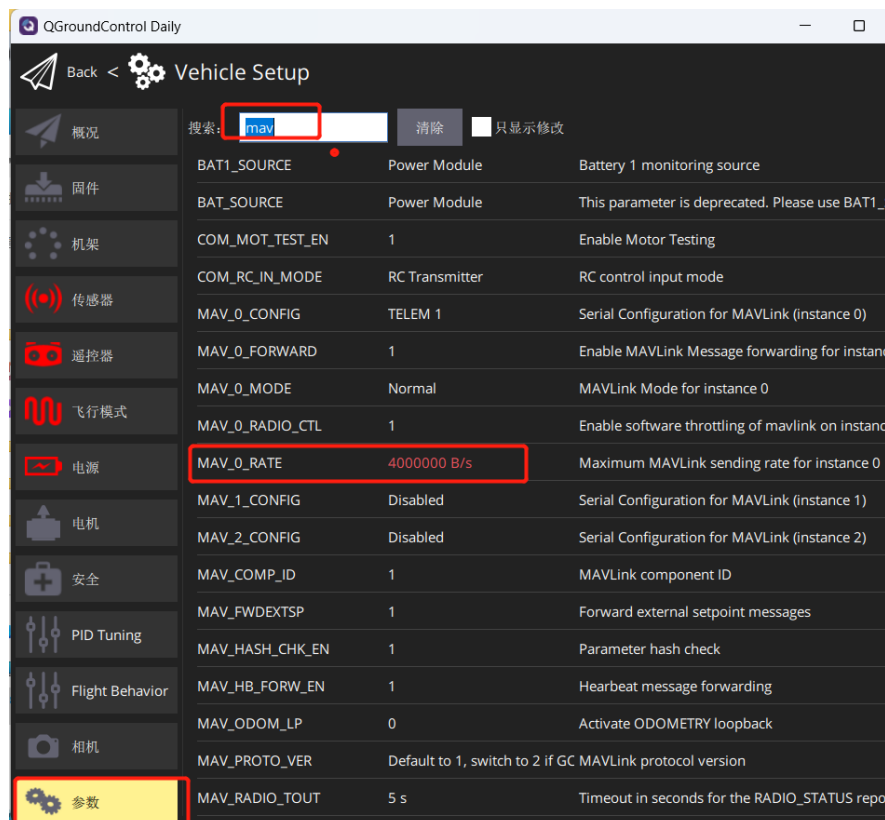 QGroundControl Daily
Back < Vehicle Setup
概况
固件
机架
传感器
遥控器
飞行模式
电源
电机
安全
PID Tuning
Flight Behavior
相机
参数
搜索: mav 清除 只显示修改
BAT1_SOURCE Power Module Battery 1 monitoring source
BAT_SOURCE Power Module This parameter is deprecated. Please use BAT1_
COM_MOT_TEST_EN 1 Enable Motor Testing
COM_RC_IN_MODE RC Transmitter RC control input mode
MAV_0_CONFIG TELEM 1 Serial Configuration for MAVLink (instance 0)
MAV_0_FORWARD 1 Enable MAVLink Message forwarding for instan
MAV_0_MODE Normal MAVLink Mode for instance 0
MAV_0_RADIO_CTL 1 Enable software throttling of mavlink on instanc
MAV_0_RATE 4000000 B/s Maximum MAVLink sending rate for instance 0
MAV_1_CONFIG Disabled Serial Configuration for MAVLink (instance 1)
MAV_2_CONFIG Disabled Serial Configuration for MAVLink (instance 2)
MAV_COMP_ID 1 MAVLink component ID
MAV_FWDEXTSP 1 Forward external setpoint messages
MAV_HASH_CHK_EN 1 Parameter hash check
MAV_HB_FORW_EN 1 Hearbeat message forwarding
MAV_ODOM_LP 0 Activate ODOMETRY loopback
MAV_PROTO_VER Default to 1, switch to 2 if GC MAVLink protocol version
MAV_RADIO_TOUT 5 s Timeout in seconds for the RADIO_STATUS repo